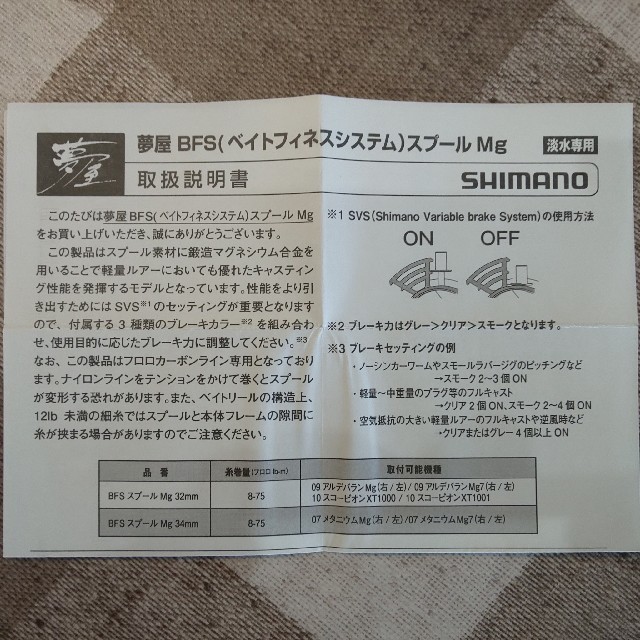 夢屋
夢屋 BFS(ベイトフィネスシステム)スプール Mg
淡水専用
取扱説明書
SHIMANO
このたびは夢屋BFS(ベイトフィネスシステム)スプール Mg
をお買い上げいただき、誠にありがとうございます。
この製品はスプール素材に鍛造マグネシウム合金を
用いることで軽量ルアーにおいても優れたキャスティン
グ性能を発揮するモデルとなっています。性能をより引
き出すためにはSVS※1のセッティングが重要となります
ので、付属する3種類のブレーキカラー※2を組み合わ
せ、使用目的に応じたブレーキ力に調整してください。※3
なお、この製品はフロロカーボンライン専用となっており
ます。ナイロンラインをテンションをかけて巻くとスプール
が変形する恐れがあります。また、ベイトリールの構造上、
12lb 未満の細糸ではスプールと本体フレームの隙間に
糸が挟まる場合がありますのでご注意ください。
※1 SVS(Shimano Variable brake System)の使用方法
ON OFF
※2 ブレーキ力はグレー>クリア>スモークとなります。
※3 ブレーキセッティングの例
・ノーシンカーワームやスモールラバージグのピッチングなど
→スモーク 2~3 個 ON
・軽量~中重量のプラグ等のフルキャスト
→クリア 2 個 ON、スモーク 2~4 個 ON
・空気抵抗の大きい軽量ルアーのフルキャストや逆風時など
→クリアまたはグレー 4 個以上 ON
品番 糸巻量(フロロ lb-m) 取付可能機種
BFS スプール Mg 32mm 8-75 09 アルデバラン Mg(右 / 左) / 09 アルデバラン Mg7(右 / 左)
10 スコーピオン XT1000 / 10 スコーピオン XT1001
BFS スプール Mg 34mm 8-75 07 メタニウム Mg(右 / 左) /07 メタニウム Mg7(右 / 左)